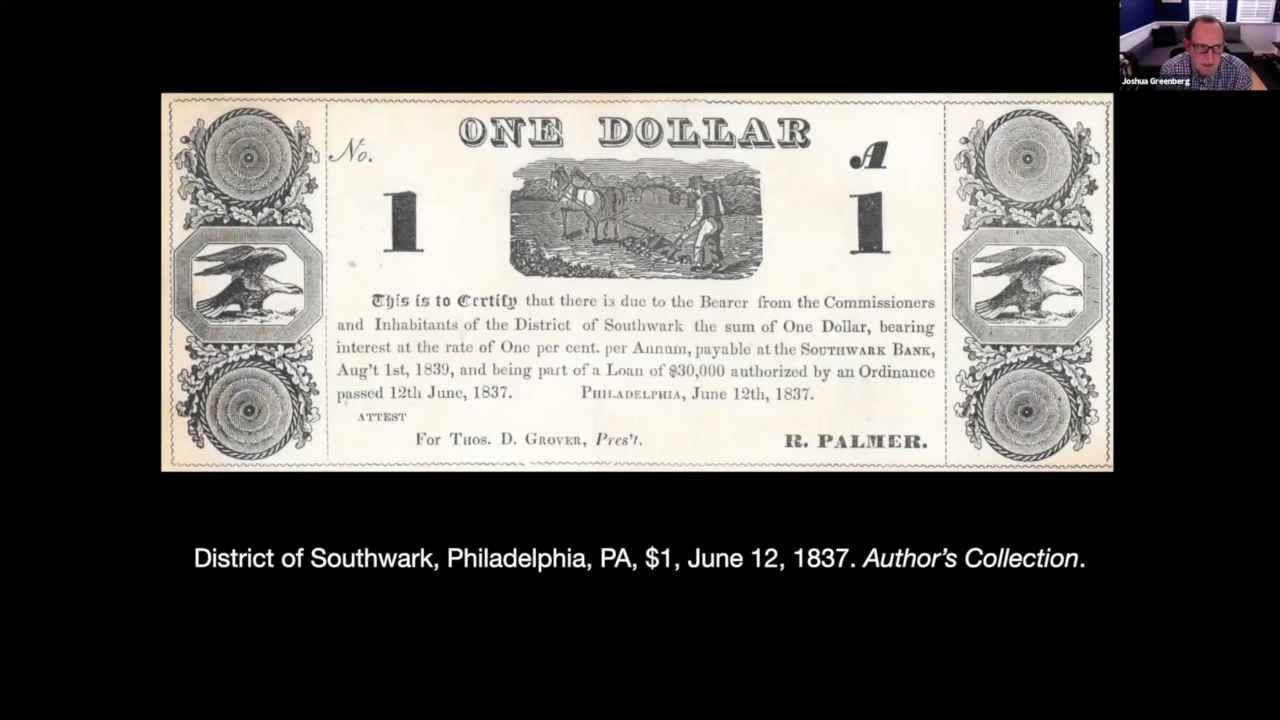 Joshua Greenberg
ONE DOLLAR
No.
A
1
1
This is to Certify that there is due to the Bearer from the Commissioners
and Inhabitants of the District of Southwark the sum of One Dollar, bearing
interest at the rate of One per cent. per Annum, payable at the SOUTHWARK BANK,
Aug't 1st, 1839, and being part of a Loan of $30,000 authorized by an Ordinance
passed 12th June, 1837. PHILADELPHIA, June 12th, 1837.
ATTEST
For THOS. D. GROVER, Pres't. R. PALMER.
District of Southwark, Philadelphia, PA, $1, June 12, 1837. Author's Collection.